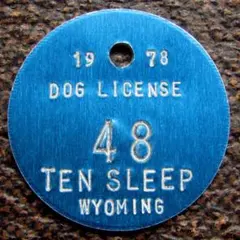 19 78
DOG LICENSE
48
TEN SLEEP
WYOMING